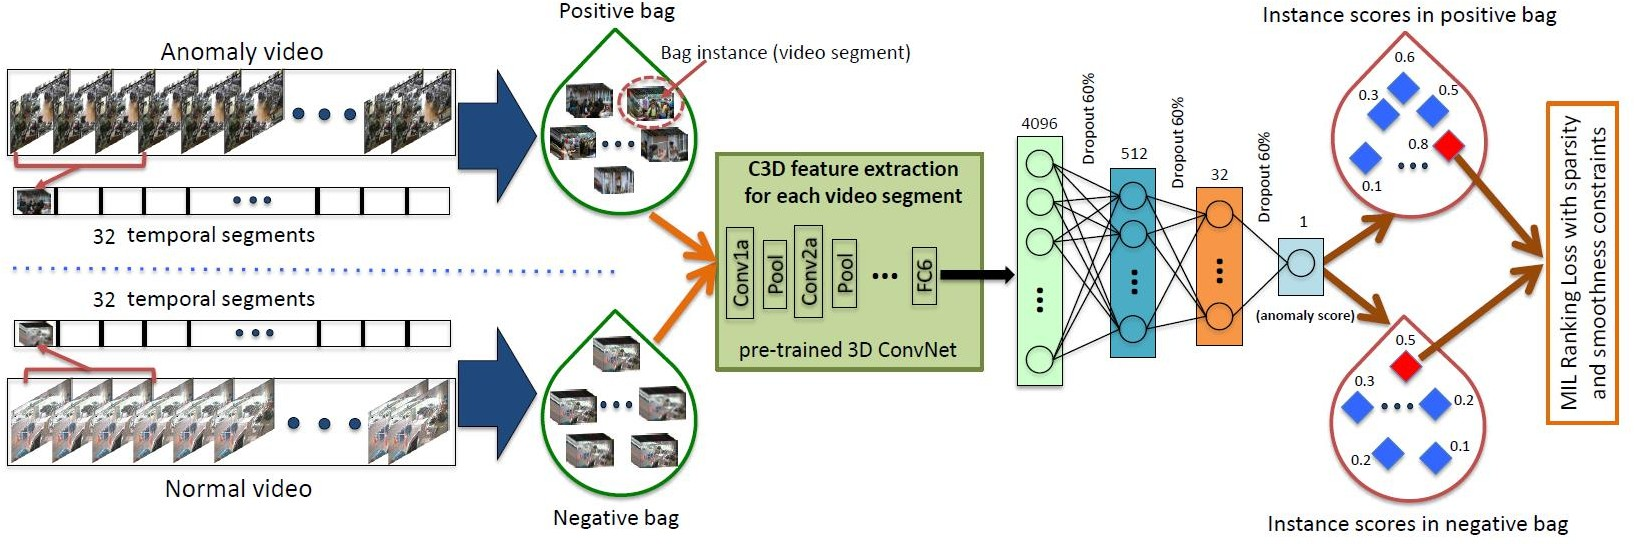 Positive bag
Anomaly video
Bag instance (video segment)
32 temporal segments
32 temporal segments
Normal video
Negative bag
C3D feature extraction
for each video segment
Conv1a
Pool
Conv2a
Pool
FC6
pre-trained 3D ConvNet
4096
Dropout 60%
512
Dropout 60%
32
Dropout 60%
1
(anomaly score)
Instance scores in positive bag
0.6
0.3
0.5
0.8
0.1
0.5
0.3
0.2
0.2
0.1
Instance scores in negative bag
MIL Ranking Loss with sparsity
and smoothness constraints